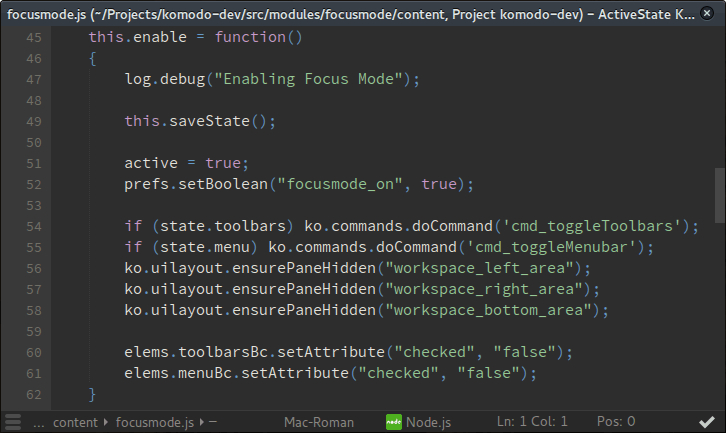 focusmode.js (~/Projects/komodo-dev/src/modules/focusmode/content, Project komodo-dev) – ActiveState K...
45 this.enable = function()
46 {
47 log.debug("Enabling Focus Mode");
48
49 this.saveState();
50
51 active = true;
52 prefs.setBoolean("focusmode_on", true);
53
54 if (state.toolbars) ko.commands.doCommand('cmd_toggleToolbars');
55 if (state.menu) ko.commands.doCommand('cmd_toggleMenubar');
56 ko.uilayout.ensurePaneHidden("workspace_left_area");
57 ko.uilayout.ensurePaneHidden("workspace_right_area");
58 ko.uilayout.ensurePaneHidden("workspace_bottom_area");
59
60 elems.toolbarsBc.setAttribute("checked", "false");
61 elems.menuBc.setAttribute("checked", "false");
62 }
... content focusmode.js – Mac-Roman node Node.js Ln: 1 Col: 1 Pos: 0